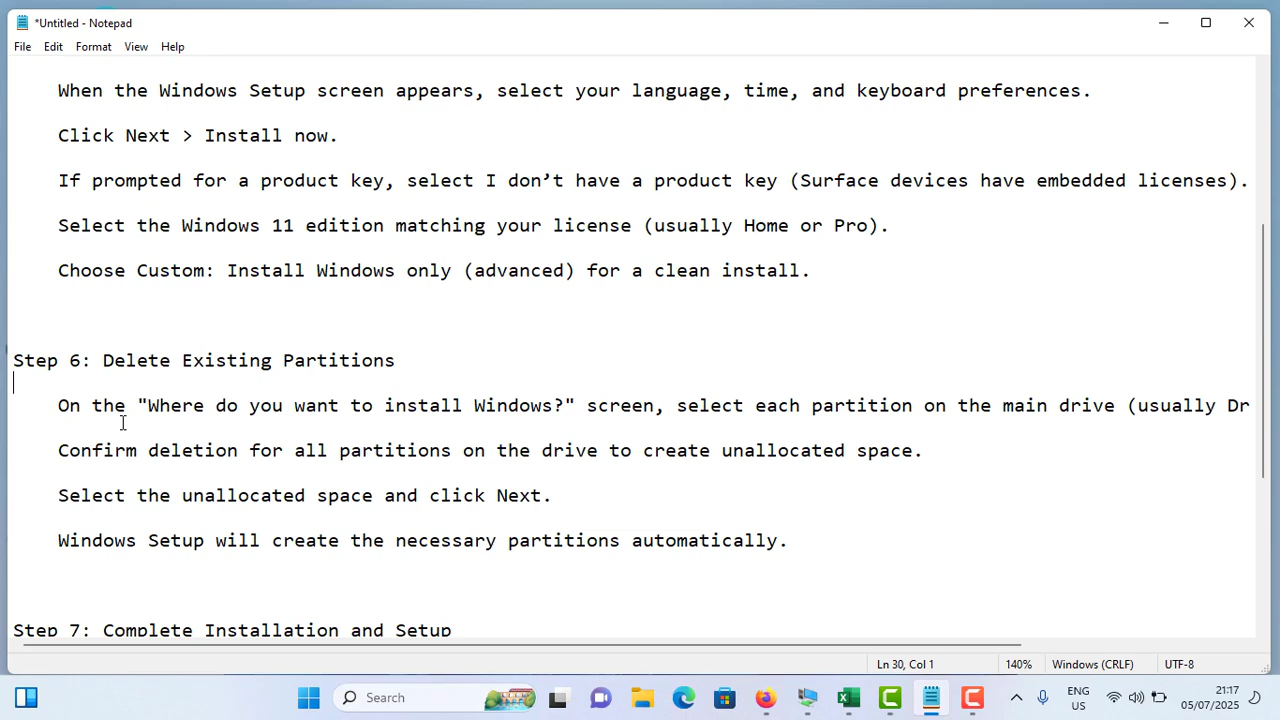 *Untitled - Notepad
File Edit Format View Help
When the Windows Setup screen appears, select your language, time, and keyboard preferences.
Click Next > Install now.
If prompted for a product key, select I don’t have a product key (Surface devices have embedded licenses).
Select the Windows 11 edition matching your license (usually Home or Pro).
Choose Custom: Install Windows only (advanced) for a clean install.
Step 6: Delete Existing Partitions
On the "Where do you want to install Windows?" screen, select each partition on the main drive (usually Dr
Confirm deletion for all partitions on the drive to create unallocated space.
Select the unallocated space and click Next.
Windows Setup will create the necessary partitions automatically.
Step 7: Complete Installation and Setup
Ln 30, Col 1 140% Windows (CRLF) UTF-8
Search
ENG
US
21:17
05/07/2025